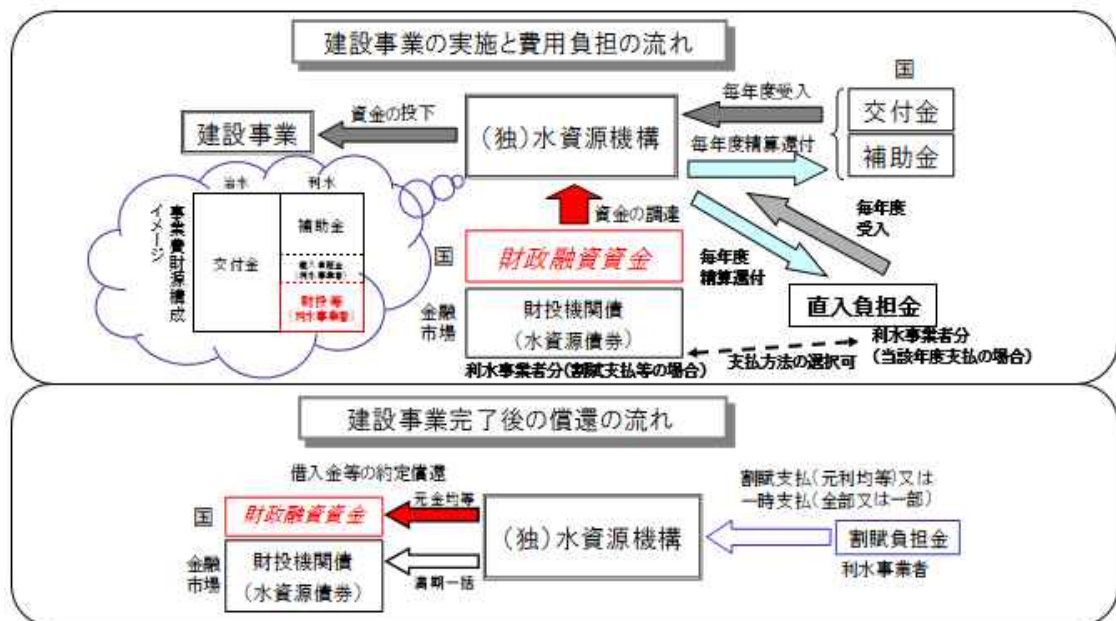 建設事業の実施と費用負担の流れ
国
毎年度受入
交付金
資金の投下
建設事業
(独)水資源機構
毎年度精算還付
補助金
治水
利水
事業費財源構成
イメージ
補助金
交付金
(利水事業者)
財投等
(利水事業者)
資金の調達
毎年度
受入
国
財政融資資金
毎年度
精算還付
金融
市場
財投機関債
(水資源債券)
直入負担金
利水事業者分
(当該年度支払の場合)
支払方法の選択可
利水事業者分(割賦支払等の場合)
建設事業完了後の償還の流れ
借入金等の約定償還
割賦支払(元利均等)又は
一時支払(全部又は一部)
元金均等
国
財政融資資金
(独)水資源機構
割賦負担金
利水事業者
金融
市場
財投機関債
(水資源債券)
満期一括